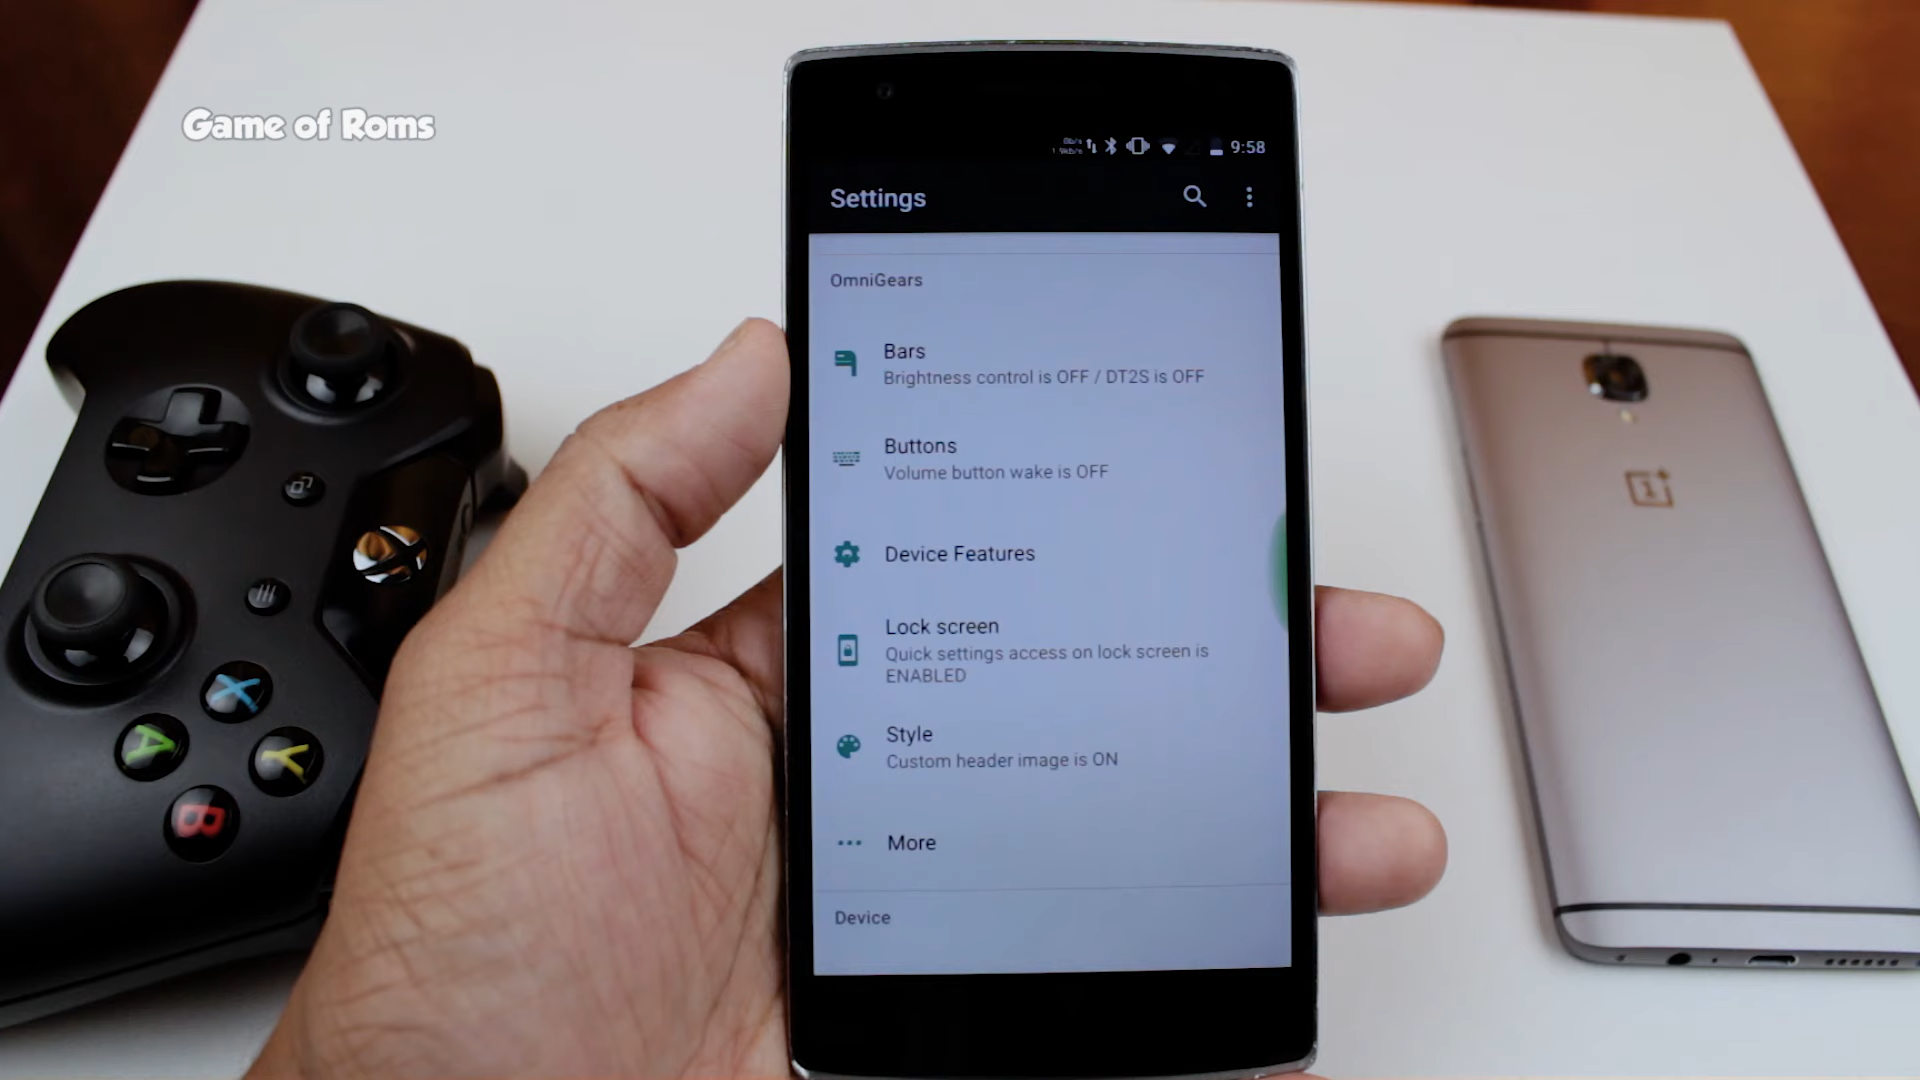 Game of Roms
9:58
Settings
OmniGears
Bars
Brightness control is OFF / DT2S is OFF
Buttons
Volume button wake is OFF
Device Features
Lock screen
Quick settings access on lock screen is
ENABLED
Style
Custom header image is ON
More
Device
X
A
Y
B
1+